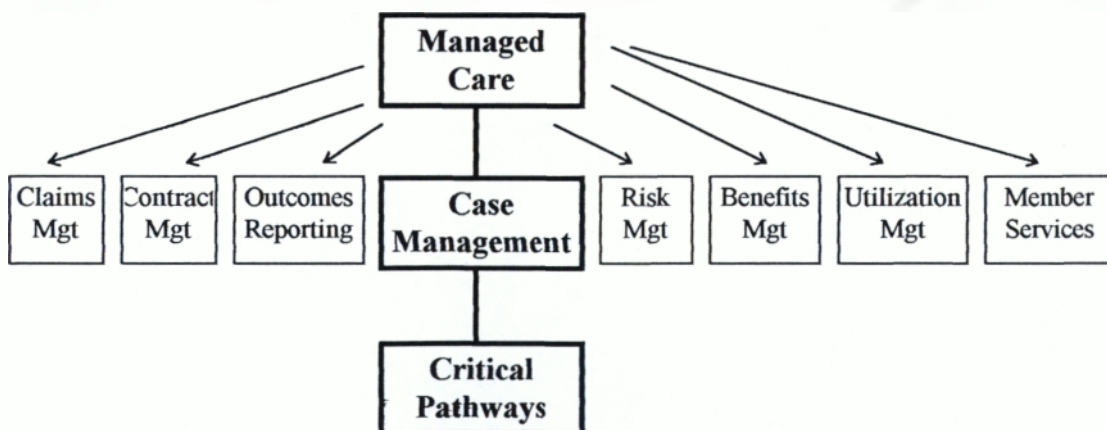 Managed
Care
Claims
Mgt
Contract
Mgt
Outcomes
Reporting
Case
Management
Risk
Mgt
Benefits
Mgt
Utilization
Mgt
Member
Services
Critical
Pathways